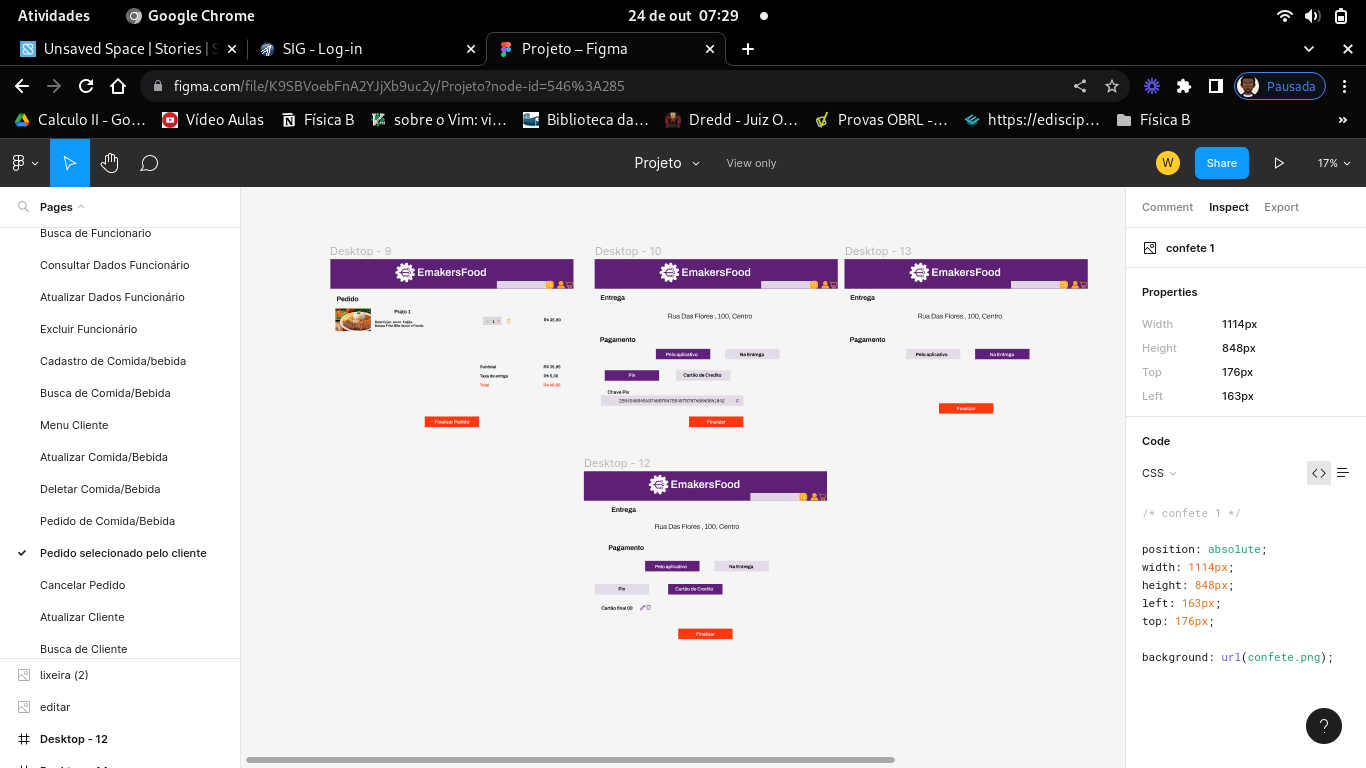 Atividades
Google Chrome
24 de out 07:29
Unsaved Space | Stories |
SIG - Log-in
Projeto – Figma
figma.com/file/K9SBVoebFnA2YJjXb9uc2y/Projeto?node-id=546%3A285
Pausada
Calculo II - Go...
Vídeo Aulas
Física B
sobre o Vim: vi...
Biblioteca da...
Dredd - Juiz O...
Provas OBRL -...
https://ediscip...
Física B
»
Projeto
View only
W
Share
17%
Pages
Busca de Funcionario
Consultar Dados Funcionário
Atualizar Dados Funcionário
Excluir Funcionário
Cadastro de Comida/bebida
Busca de Comida/Bebida
Menu Cliente
Atualizar Comida/Bebida
Deletar Comida/Bebida
Pedido de Comida/Bebida
Pedido selecionado pelo cliente
Cancelar Pedido
Atualizar Cliente
Busca de Cliente
lixeira (2)
editar
Desktop - 12
Desktop - 9
EmakersFood
Pedido
Prato 1
R$ 35,90
Subtotal
Taxa de entrga
R$ 5,00
Total
Finalizar Pedido
Desktop - 10
EmakersFood
Entrega
Rua Das Flores , 100, Centro
Pagamento
Pelo aplicativo
Na Entrega
Pix
Cartão de Credito
Chave Pix
Finalizar
Desktop - 13
EmakersFood
Entrega
Rua Das Flores , 100, Centro
Pagamento
Pelo aplicativo
Na Entrega
Finalizar
Desktop - 12
EmakersFood
Entrega
Rua Das Flores , 100, Centro
Pagamento
Pelo aplicativo
Na Entrega
Pix
Cartão de Credito
Cartão final 00
Finalizar
Comment
Inspect
Export
confete 1
Properties
Width 1114px
Height 848px
Top 176px
Left 163px
Code
CSS
/* confete 1 */
position: absolute;
width: 1114px;
height: 848px;
left: 163px;
top: 176px;
background: url(confete.png);
?